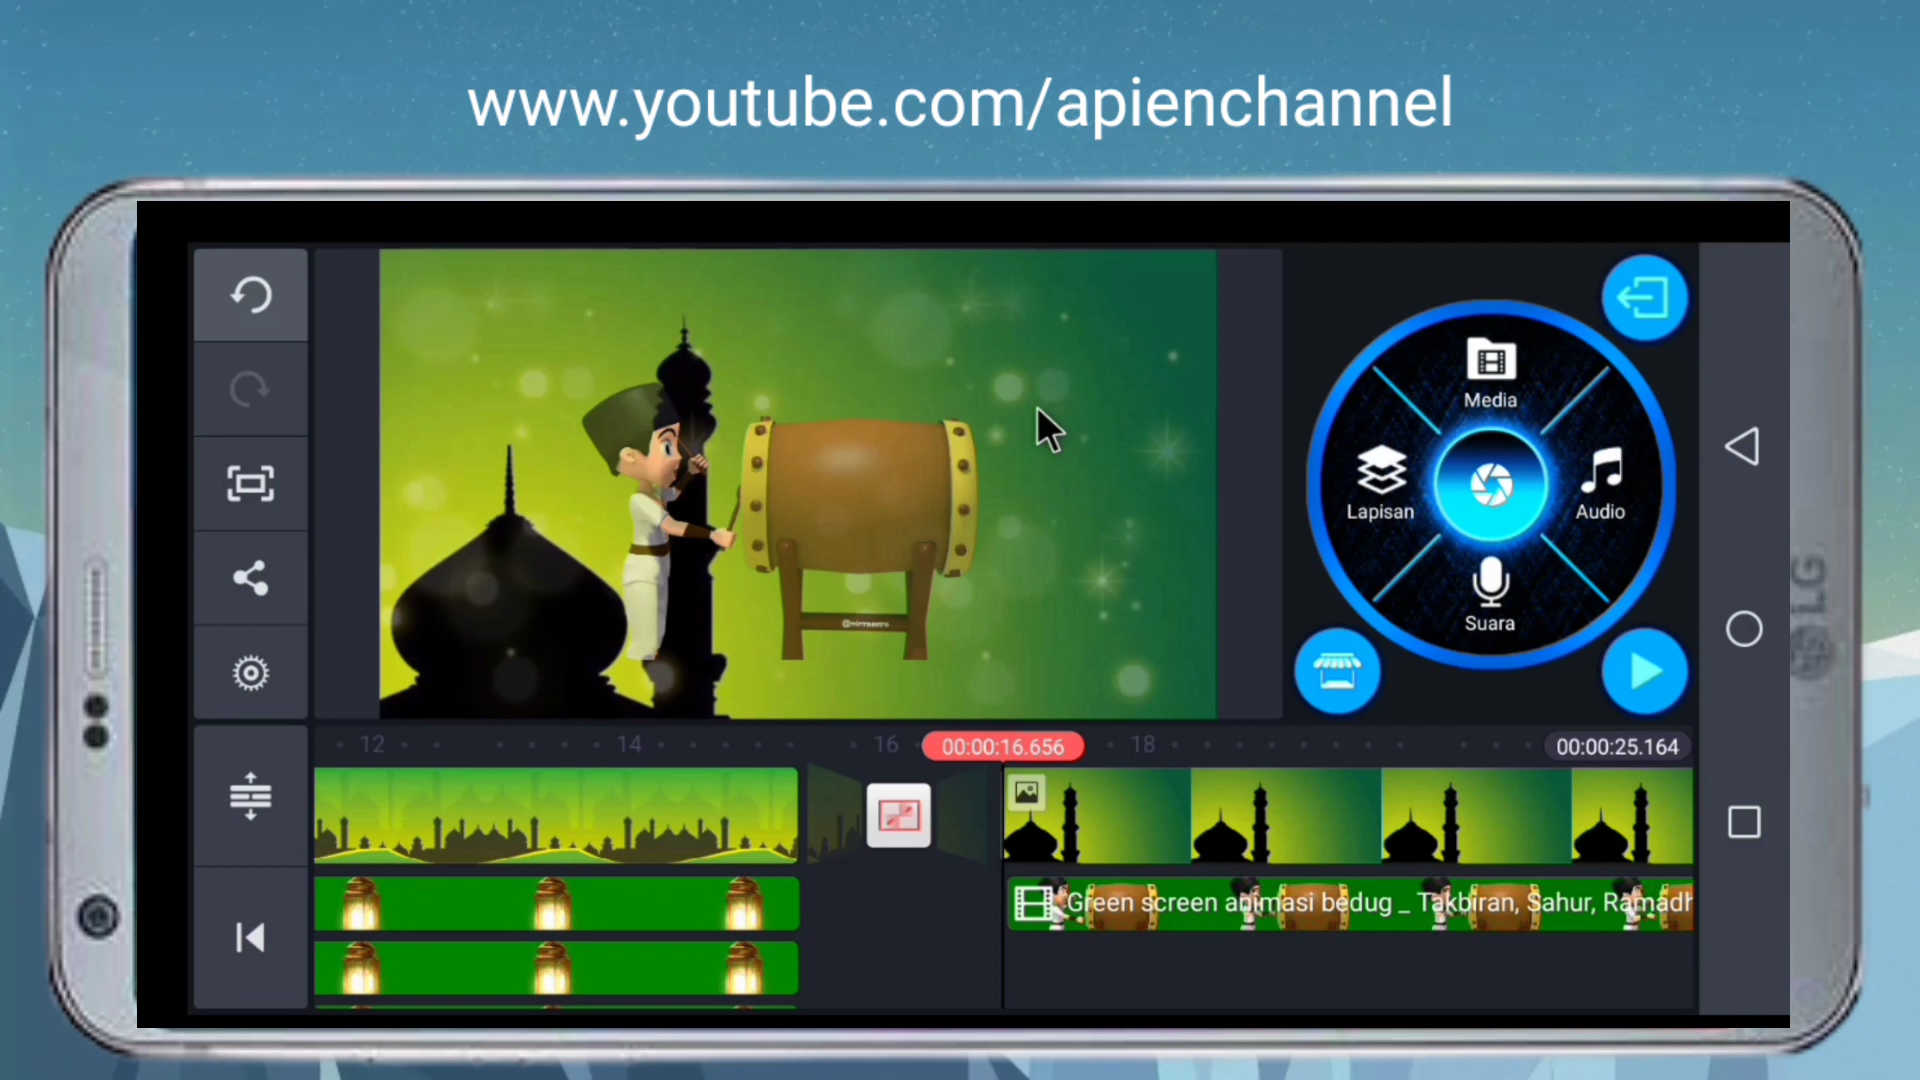 www.youtube.com/apienchannel
Media
Lapisan
Audio
Suara
12
14
16
00:00:16.656
18
00:00:25.164
Green screen animasi bedug _ Takbiran, Sahur, Ramadh
LG